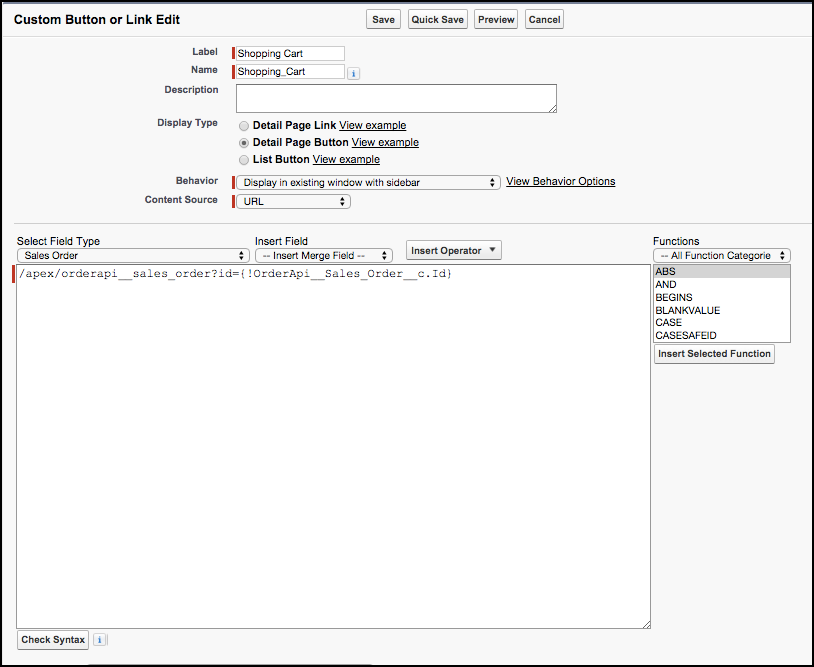 Custom Button or Link Edit
Save Quick Save Preview Cancel
Label Shopping Cart
Name Shopping_Cart i
Description
Display Type Detail Page Link View example
Detail Page Button View example
List Button View example
Behavior Display in existing window with sidebar View Behavior Options
Content Source URL
Select Field Type Insert Field Functions
Sales Order -- Insert Merge Field -- Insert Operator -- All Function Categorie
/apex/orderapi__sales_order?id={!OrderApi__Sales_Order__c.Id}
ABS
AND
BEGINS
BLANKVALUE
CASE
CASESAFEID
Insert Selected Function
Check Syntax i